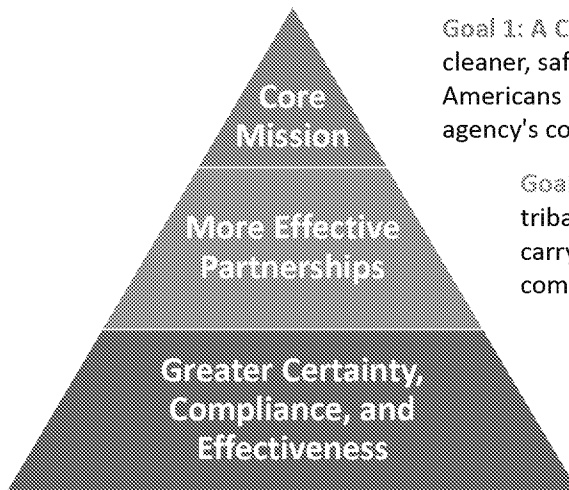 Core
Mission
Goal 1: A C
cleaner, saf
Americans
agency's co
More Effective
Partnerships
Goa
triba
carry
com
Greater Certainty,
Compliance, and
Effectiveness